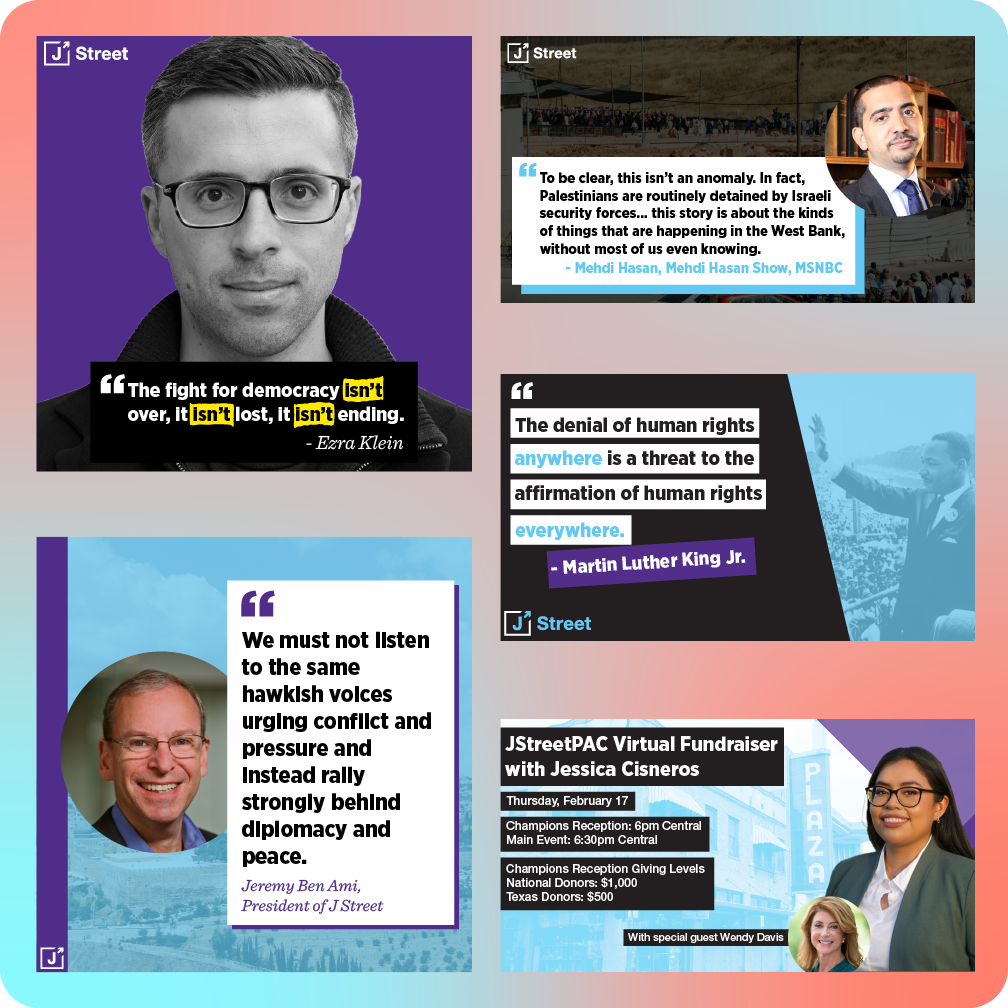 J Street
“The fight for democracy isn't
over, it isn't lost, it isn't ending.
- Ezra Klein
J Street
“To be clear, this isn't an anomaly. In fact,
Palestinians are routinely detained by Israeli
security forces... this story is about the kinds
of things that are happening in the West Bank,
without most of us even knowing.
- Mehdi Hasan, Mehdi Hasan Show, MSNBC
“
The denial of human rights
anywhere is a threat to the
affirmation of human rights
everywhere.
- Martin Luther King Jr.
J Street
“
We must not listen
to the same
hawkish voices
urging conflict and
pressure and
instead rally
strongly behind
diplomacy and
peace.
Jeremy Ben Ami,
President of J Street
J
JStreetPAC Virtual Fundraiser
with Jessica Cisneros
Thursday, February 17
Champions Reception: 6pm Central
Main Event: 6:30pm Central
Champions Reception Giving Levels
National Donors: $1,000
Texas Donors: $500
With special guest Wendy Davis
PLAZA